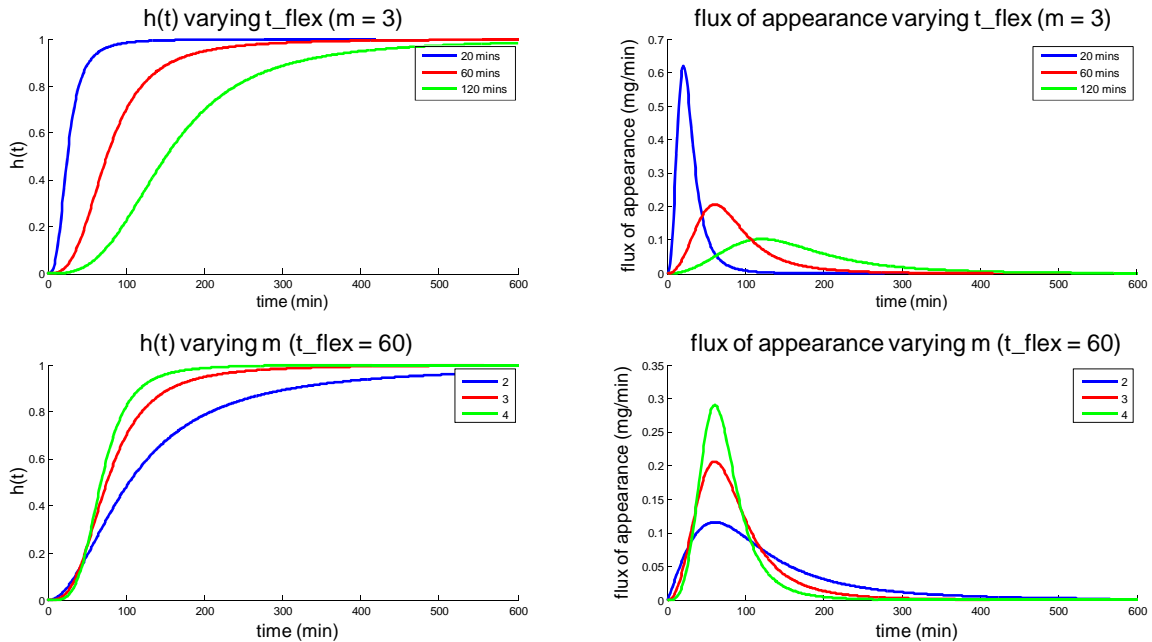 h(t) varying t_flex (m = 3)
1
0.8
0.6
0.4
0.2
0
h(t)
0 100 200 300 400 500 600
time (min)
20 mins
60 mins
120 mins
flux of appearance varying t_flex (m = 3)
0.7
0.6
0.5
0.4
0.3
0.2
0.1
0
flux of appearance (mg/min)
0 100 200 300 400 500 600
time (min)
20 mins
60 mins
120 mins
h(t) varying m (t_flex = 60)
1
0.8
0.6
0.4
0.2
0
h(t)
0 100 200 300 400 500 600
time (min)
2
3
4
flux of appearance varying m (t_flex = 60)
0.35
0.3
0.25
0.2
0.15
0.1
0.05
0
flux of appearance (mg/min)
0 100 200 300 400 500 600
time (min)
2
3
4